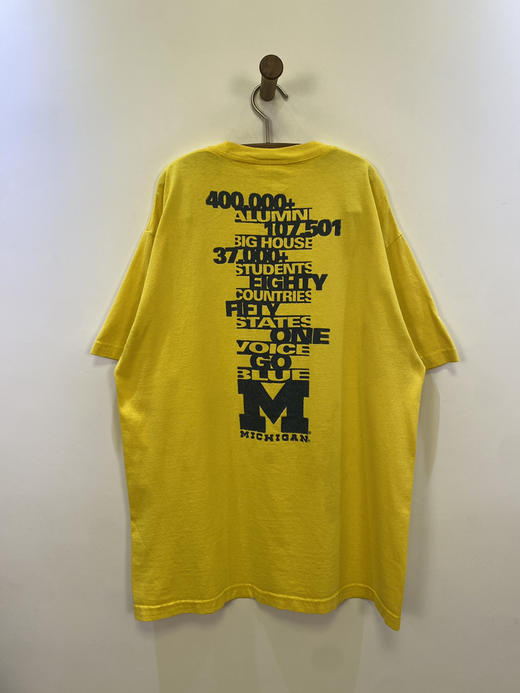 400,000+
ALUMNI
107,501
BIG HOUSE
37,000+
STUDENTS
EIGHTY
COUNTRIES
FIFTY
STATES
ONE
VOICE
GO
BLUE
M
MICHIGAN®